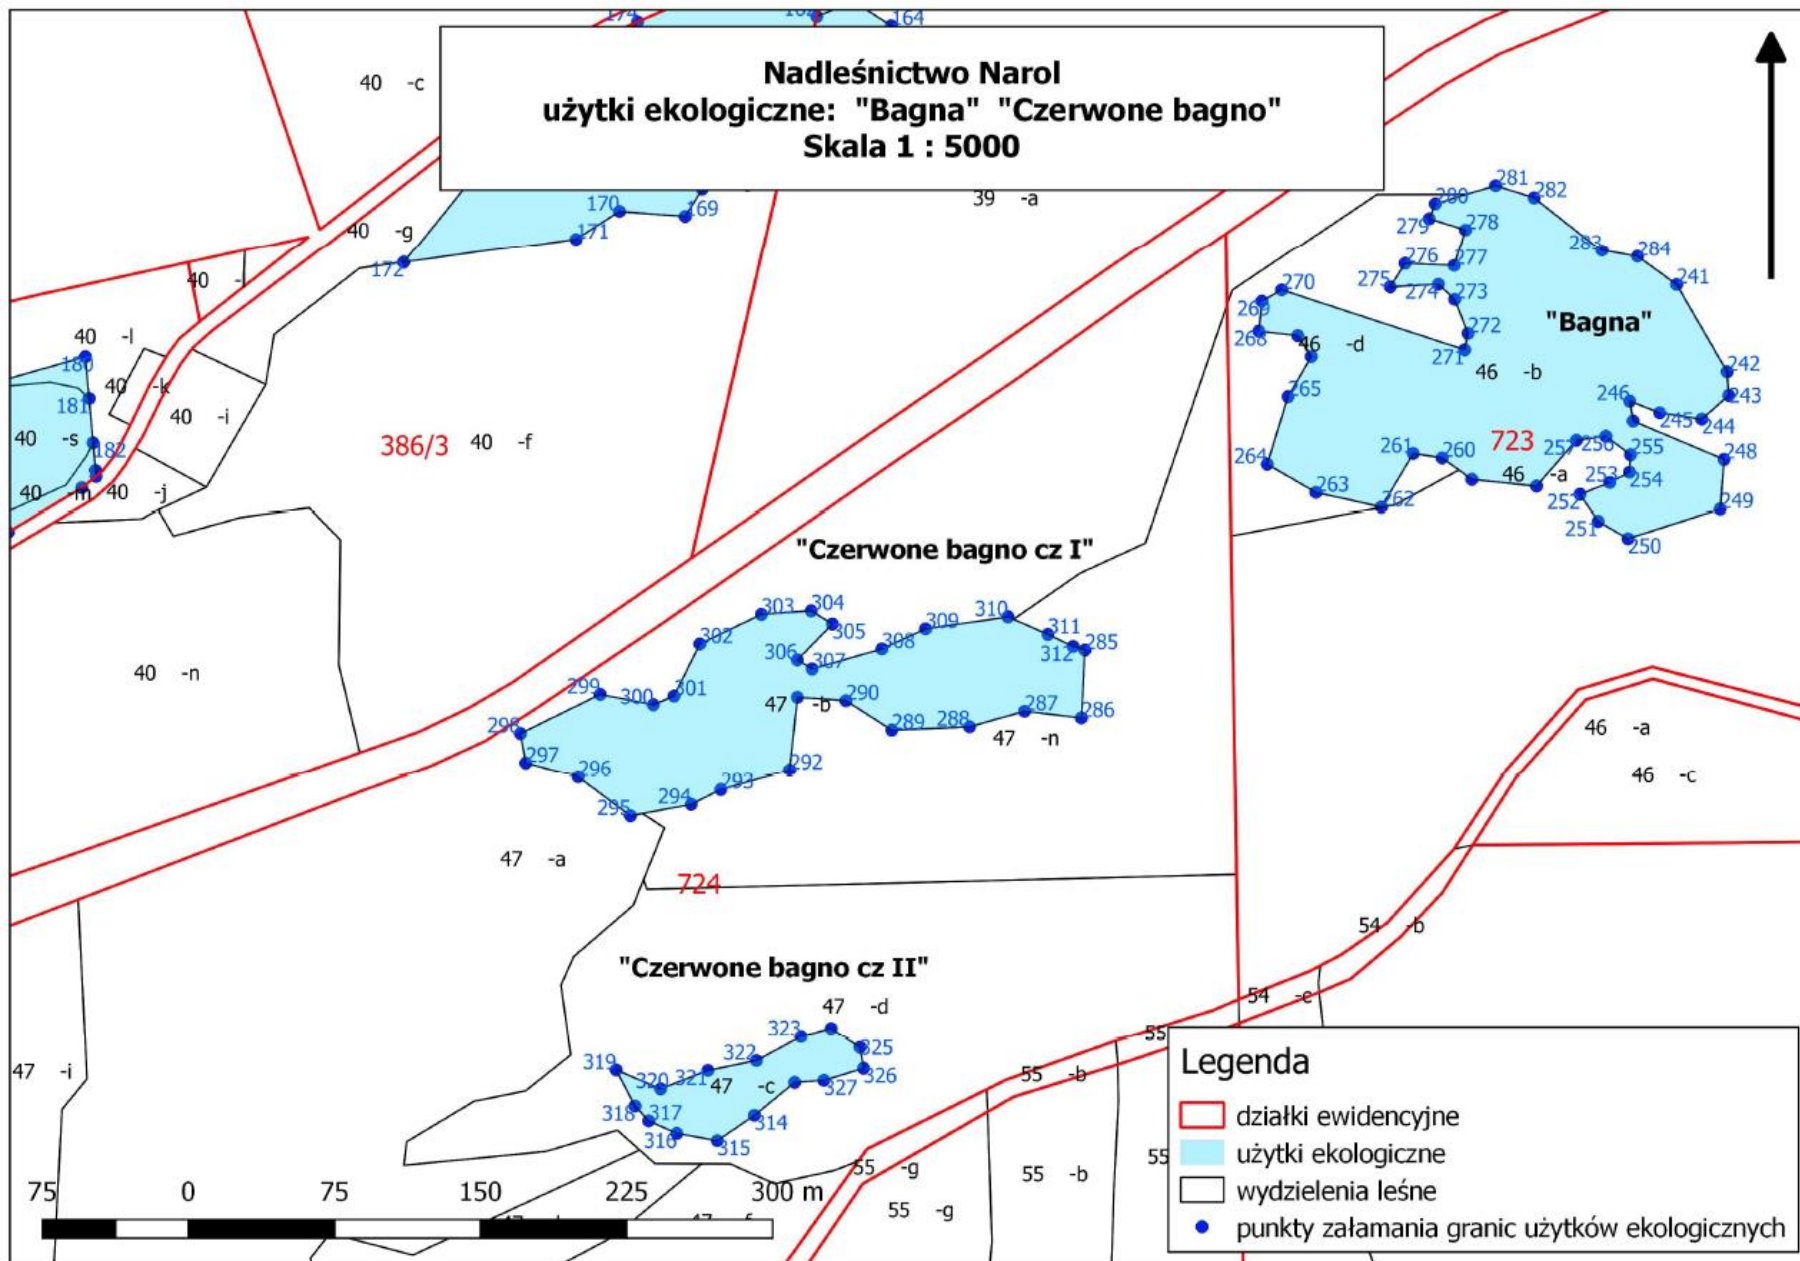 174
162
164
40 -c
Nadleśnictwo Narol
użytki ekologiczne: "Bagna" "Czerwone bagno"
Skala 1 : 5000
39 -a
170
169
171
172
40 -g
40 -
40 -l
180
40 -k
181
40 -i
40 -s
182
40 -m
40 -j
386/3
40 -f
281
282
280
279
278
283
284
276
277
275
274
273
241
270
269
268
46 -d
272
271
"Bagna"
46 -b
242
243
265
246
245
244
261
260
257
256
255
723
248
264
46 -a
253
254
263
252
249
262
251
250
"Czerwone bagno cz I"
303
304
305
302
310
309
311
308
312
285
306
307
40 -n
299
300
301
47 -b
290
287
286
289
288
47 -n
298
297
296
292
293
294
295
46 -a
46 -c
47 -a
724
54 -b
"Czerwone bagno cz II"
54 -c
47 -d
323
325
322
326
319
320
321
47 -c
327
318
317
314
316
315
47 -i
55
55 -b
55 -g
55 -b
55
55 -g
75 0 75 150 225 300 m
Legenda
działki ewidencyjne
użytki ekologiczne
wydzielenia leśne
punkty załamania granic użytków ekologicznych